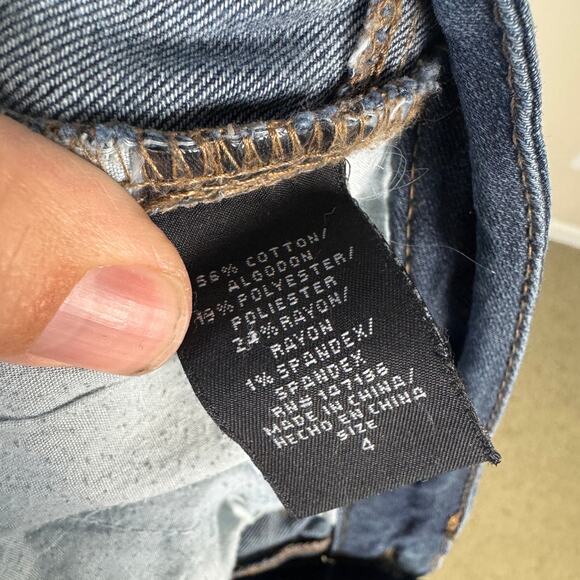 56% COTTON/
ALGODON
19% POLYESTER/
POLIESTER
24% RAYON/
RAYON
1% SPANDEX/
SPANDEX
RN# 147135
MADE IN CHINA/
HECHO EN CHINA
SIZE
4